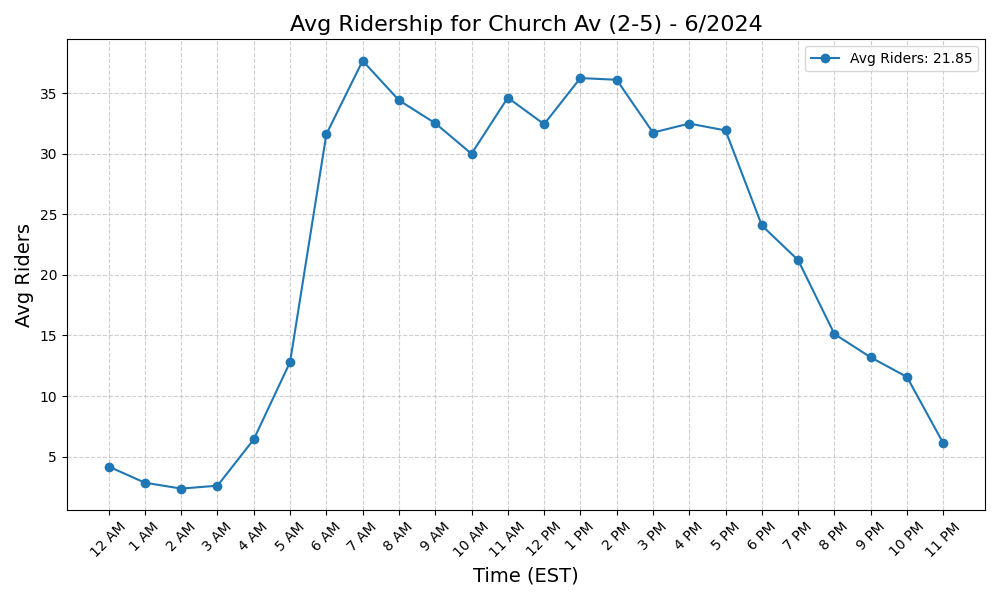 Avg Ridership for Church Av (2-5) - 6/2024
Avg Riders: 21.85
Avg Riders
35
30
25
20
15
10
5
12 AM
1 AM
2 AM
3 AM
4 AM
5 AM
6 AM
7 AM
8 AM
9 AM
10 AM
11 AM
12 PM
1 PM
2 PM
3 PM
4 PM
5 PM
6 PM
7 PM
8 PM
9 PM
10 PM
11 PM
Time (EST)